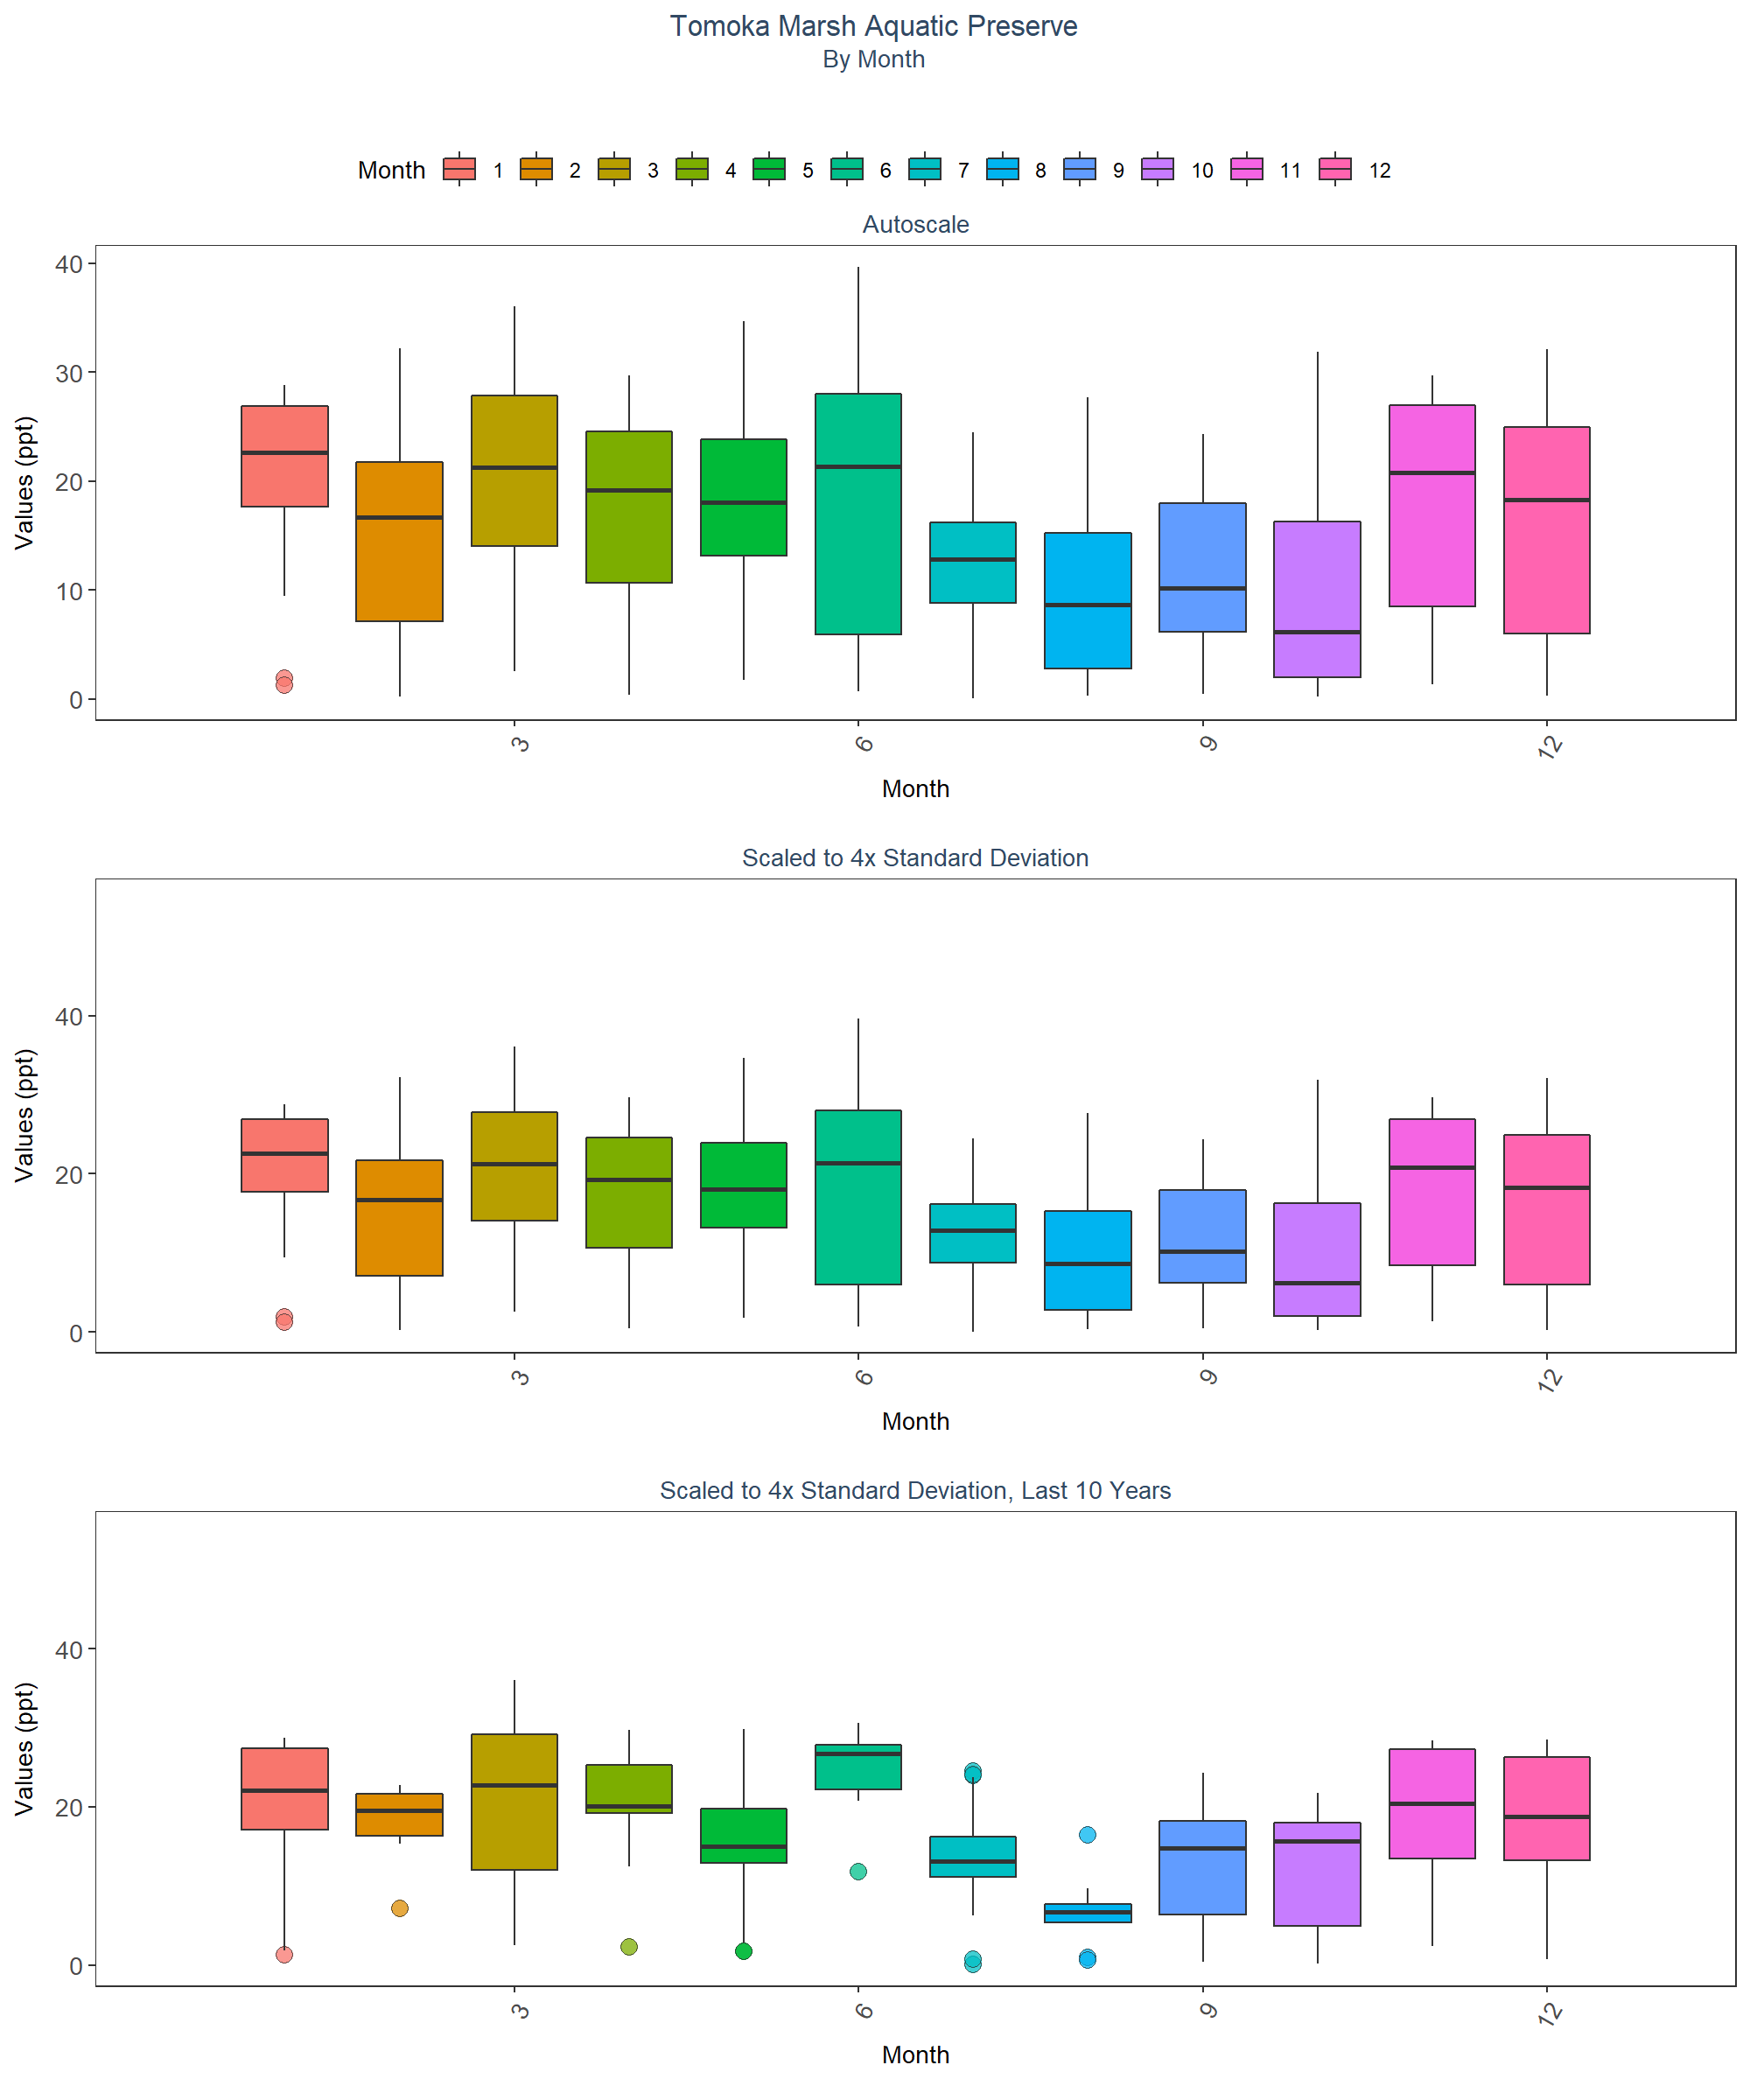 Tomoka Marsh Aquatic Preserve
By Month
Month 1 2 3 4 5 6 7 8 9 10 11 12
Autoscale
Values (ppt)
40
30
20
10
0
3 6 9 12
Month
Scaled to 4x Standard Deviation
Values (ppt)
40
20
0
3 6 9 12
Month
Scaled to 4x Standard Deviation, Last 10 Years
Values (ppt)
40
20
0
3 6 9 12
Month